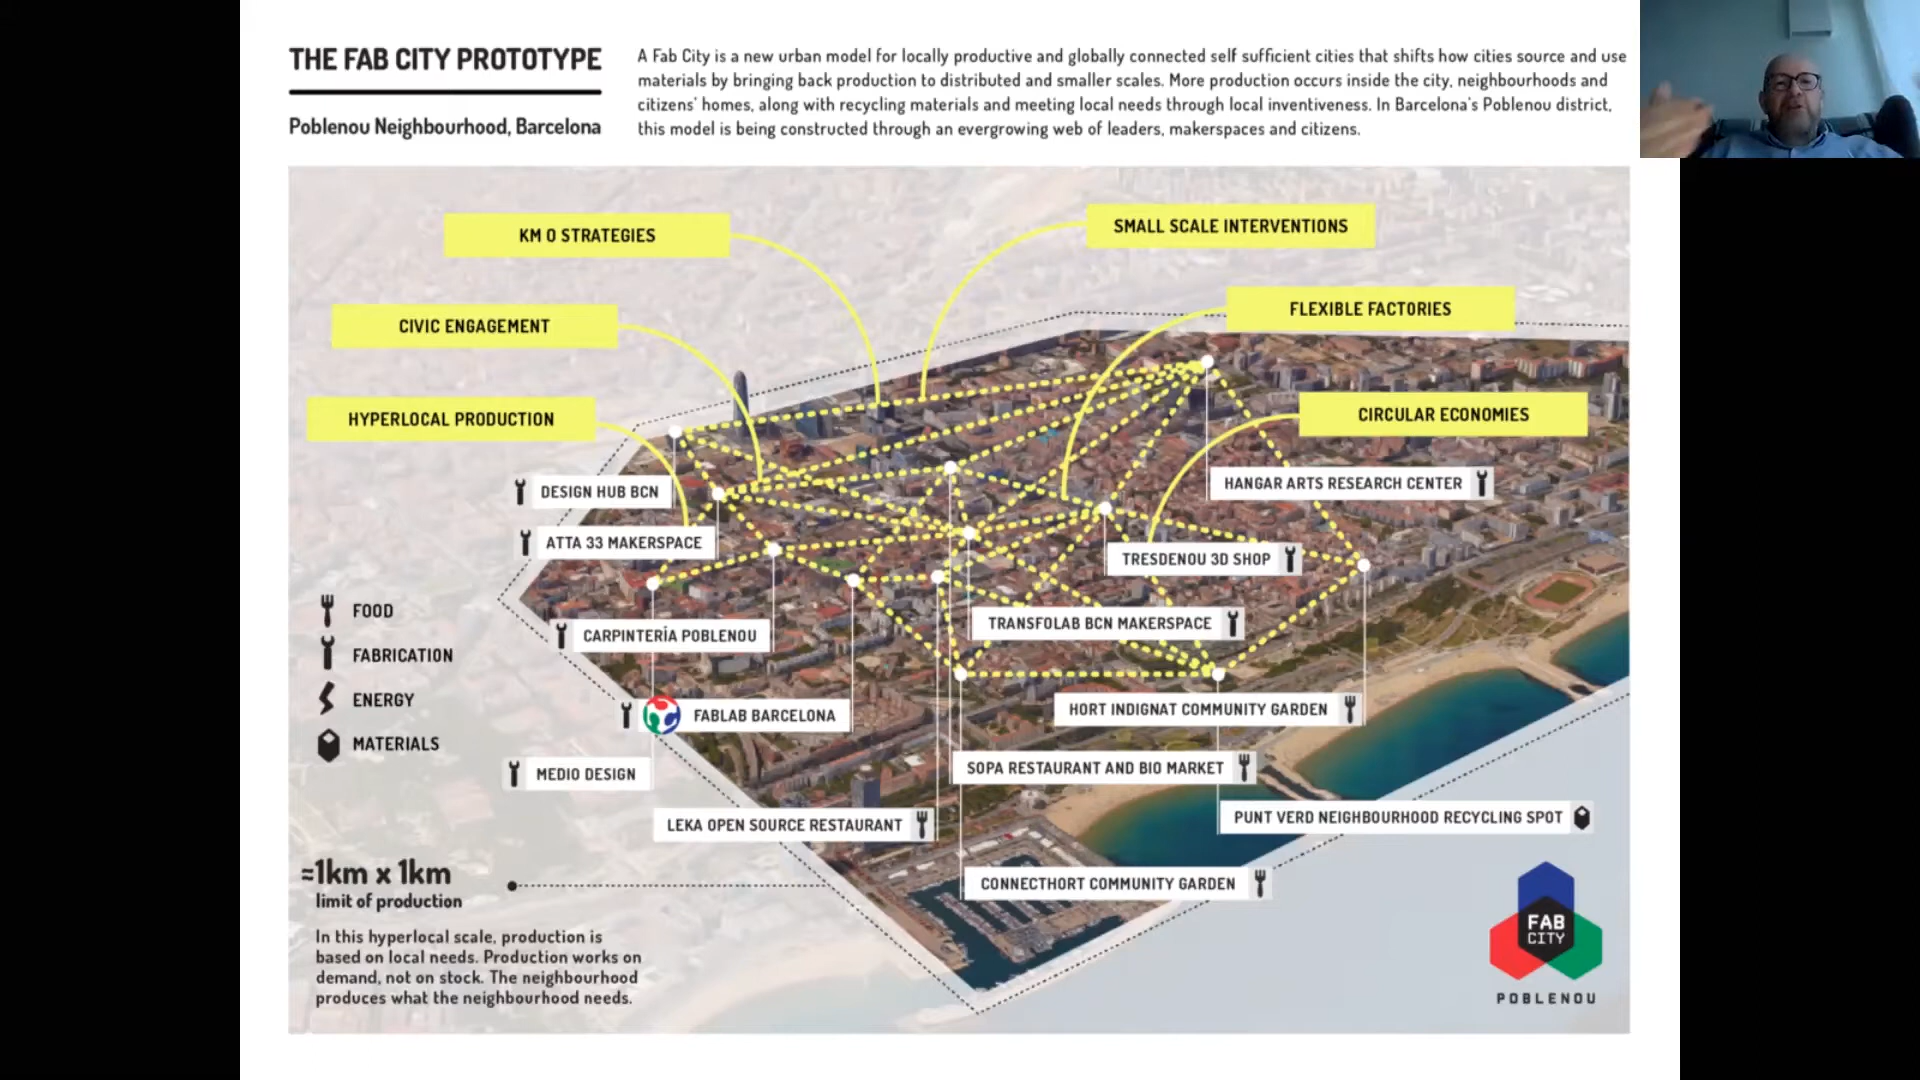 THE FAB CITY PROTOTYPE
Poblenou Neighbourhood, Barcelona
A Fab City is a new urban model for locally productive and globally connected self sufficient cities that shifts how cities source and use
materials by bringing back production to distributed and smaller scales. More production occurs inside the city, neighbourhoods and
citizens' homes, along with recycling materials and meeting local needs through local inventiveness. In Barcelona's Poblenou district,
this model is being constructed through an evergrowing web of leaders, makerspaces and citizens.
KM 0 STRATEGIES
SMALL SCALE INTERVENTIONS
CIVIC ENGAGEMENT
FLEXIBLE FACTORIES
HYPERLOCAL PRODUCTION
CIRCULAR ECONOMIES
DESIGN HUB BCN
HANGAR ARTS RESEARCH CENTER
ATTA 33 MAKERSPACE
TRESDENOU 3D SHOP
FOOD
FABRICATION
ENERGY
MATERIALS
CARPINTERÍA POBLENOU
TRANSFOLAB BCN MAKERSPACE
FABLAB BARCELONA
HORT INDIGNAT COMMUNITY GARDEN
MEDIO DESIGN
SOPA RESTAURANT AND BIO MARKET
LEKA OPEN SOURCE RESTAURANT
PUNT VERD NEIGHBOURHOOD RECYCLING SPOT
CONNECTHORT COMMUNITY GARDEN
≈1km x 1km
limit of production
In this hyperlocal scale, production is
based on local needs. Production works on
demand, not on stock. The neighbourhood
produces what the neighbourhood needs.
FAB
CITY
POBLENOU